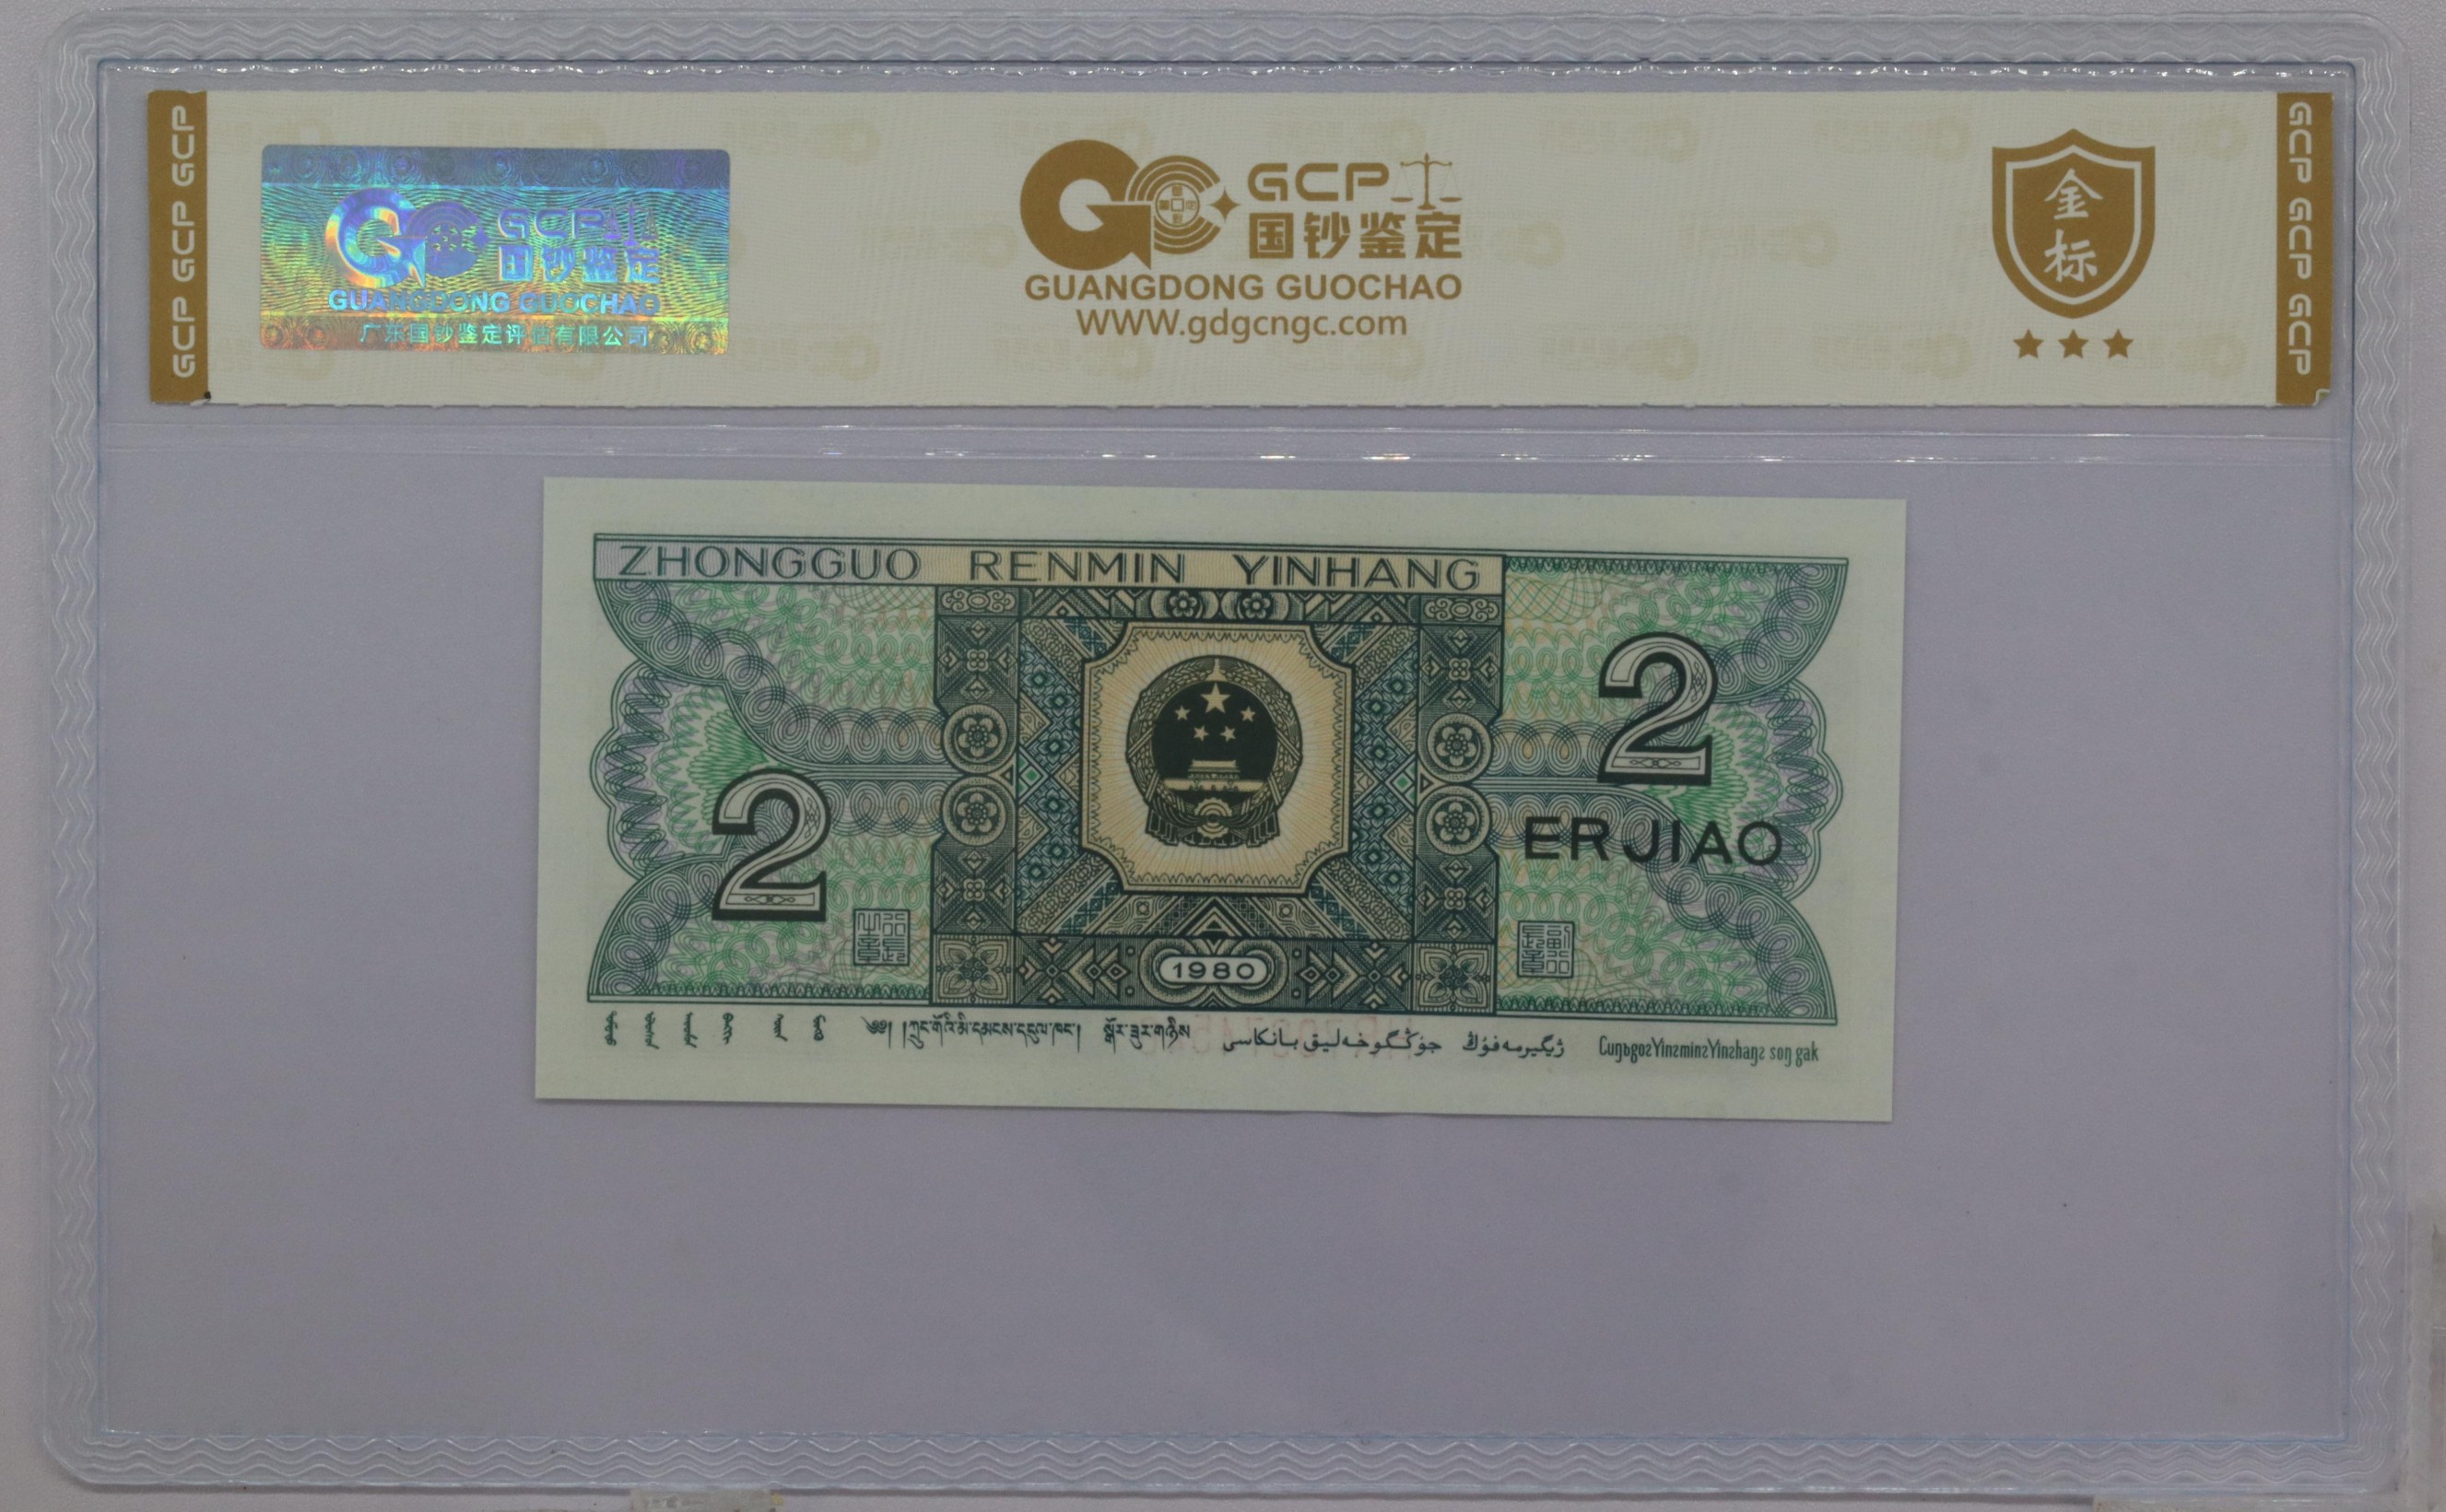 GCP GCP GCP
GCP
国钞鉴定
GUANGDONG GUOCHAO
广东国钞鉴定评估有限公司
GCP
国钞鉴定
GUANGDONG GUOCHAO
WWW.gdgcngc.com
金
标
GCP GCP GCP
ZHONGGUO RENMIN YINHANG
2
2
ERJIAO
1980
جۇڭگوخەلىق بانكاسى
Cuŋƅgoƨ Yinƨminƨ Yinƨhaŋƨ soŋ gak